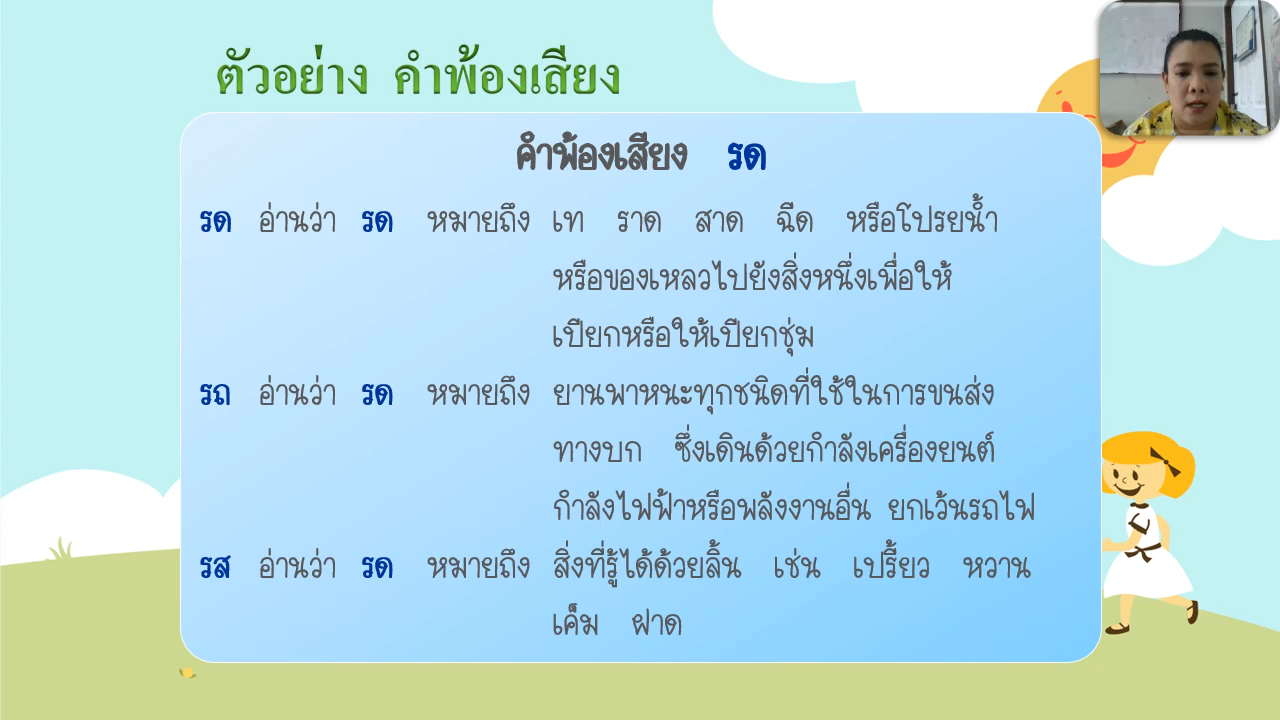 ตัวอย่าง คำพ้องเสียง
คำพ้องเสียง รด
รด อ่านว่า รด หมายถึง เท ราด สาด ฉีด หรือโปรยน้ำ
หรือของเหลวไปยังสิ่งหนึ่งเพื่อให้
เปียกหรือให้เปียกชุ่ม
รถ อ่านว่า รด หมายถึง ยานพาหนะทุกชนิดที่ใช้ในการขนส่ง
ทางบก ซึ่งเดินด้วยกำลังเครื่องยนต์
กำลังไฟฟ้าหรือพลังงานอื่น ยกเว้นรถไฟ
รส อ่านว่า รด หมายถึง สิ่งที่รู้ได้ด้วยลิ้น เช่น เปรี้ยว หวาน
เค็ม ฝาด